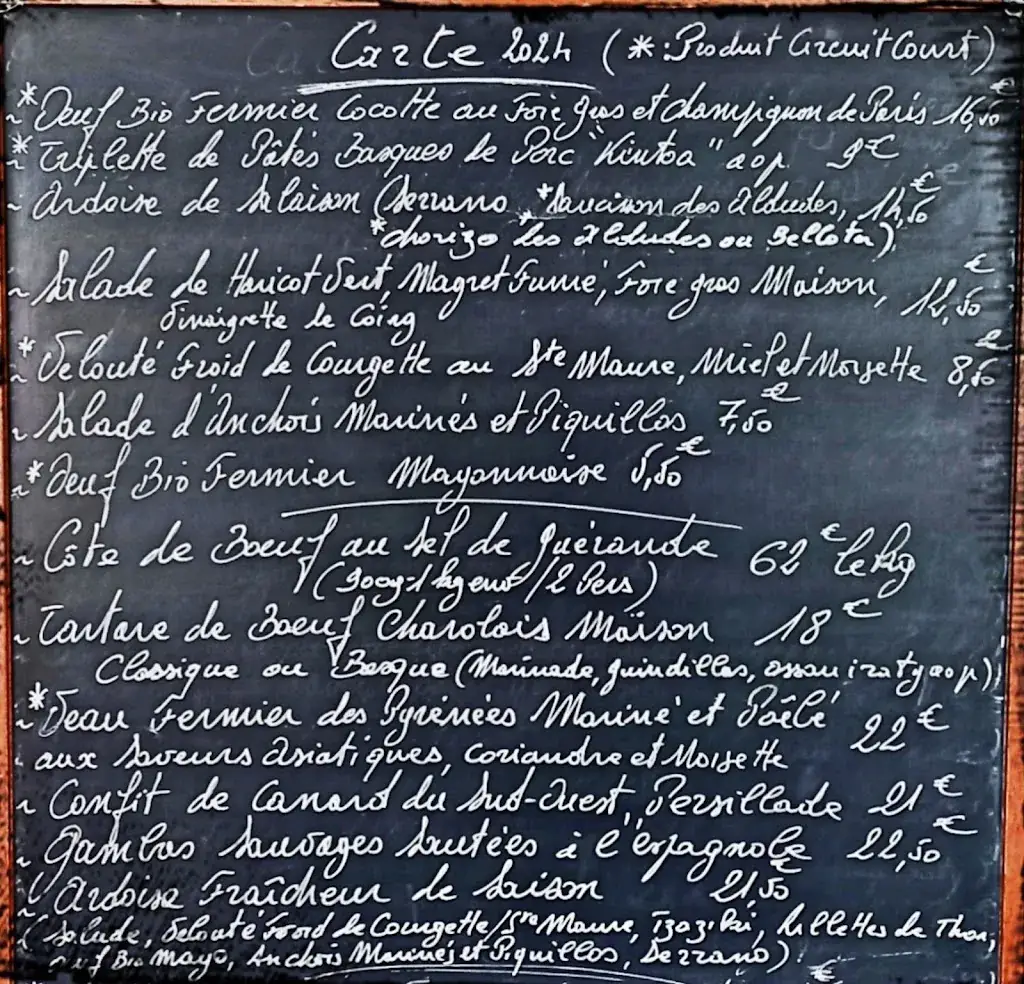 Carte 2024 (*: Produit Circuit Court)
~ *Oeuf Bio Fermier Cocotte au Foie gras et Champignon de Paris 16,50€
~ *Triplette de Pâtés Basques de Porc "Kintoa" aop 9€
~ Ardoise de Salaison (Serrano, *Saucisson des Aldudes, 14,50€
*Chorizo des Aldudes ou Bellota)
~ Salade de Haricot Vert, Magret Fumé, Foie gras Maison, 12,50€
Vinaigrette de Coing
~ *Velouté Froid de Courgette au Ste Maure, Miel et Noisette 8,50€
~ Salade d'Anchois Marinés et Piquillos 7,50€
~ *Oeuf Bio Fermier Mayonnaise 5,50€
~ Côte de Boeuf au Sel de Guérande 62€ le kg
(900g-1kg env / 2 Pers)
~ Tartare de Boeuf Charolais Maison 18€
Classique ou Basque (Marinade, guindillas, ossau iraty aop)
~ *Veau Fermier des Pyrénées Mariné et Poêlé 22€
aux Saveurs Asiatiques, Coriandre et Noisette
~ Confit de Canard du Sud-Ouest, Persillade 21€
~ Gambas Sauvages Sautées à l'espagnole 22,50€
~ Ardoise Fraîcheur de Saison 21,50€
(Salade, Velouté Froid de Courgette/Ste Maure, Tzaziki, Rillettes de Thon,
Oeuf Bio Mayo, Anchois Marinés et Piquillos, Serrano)